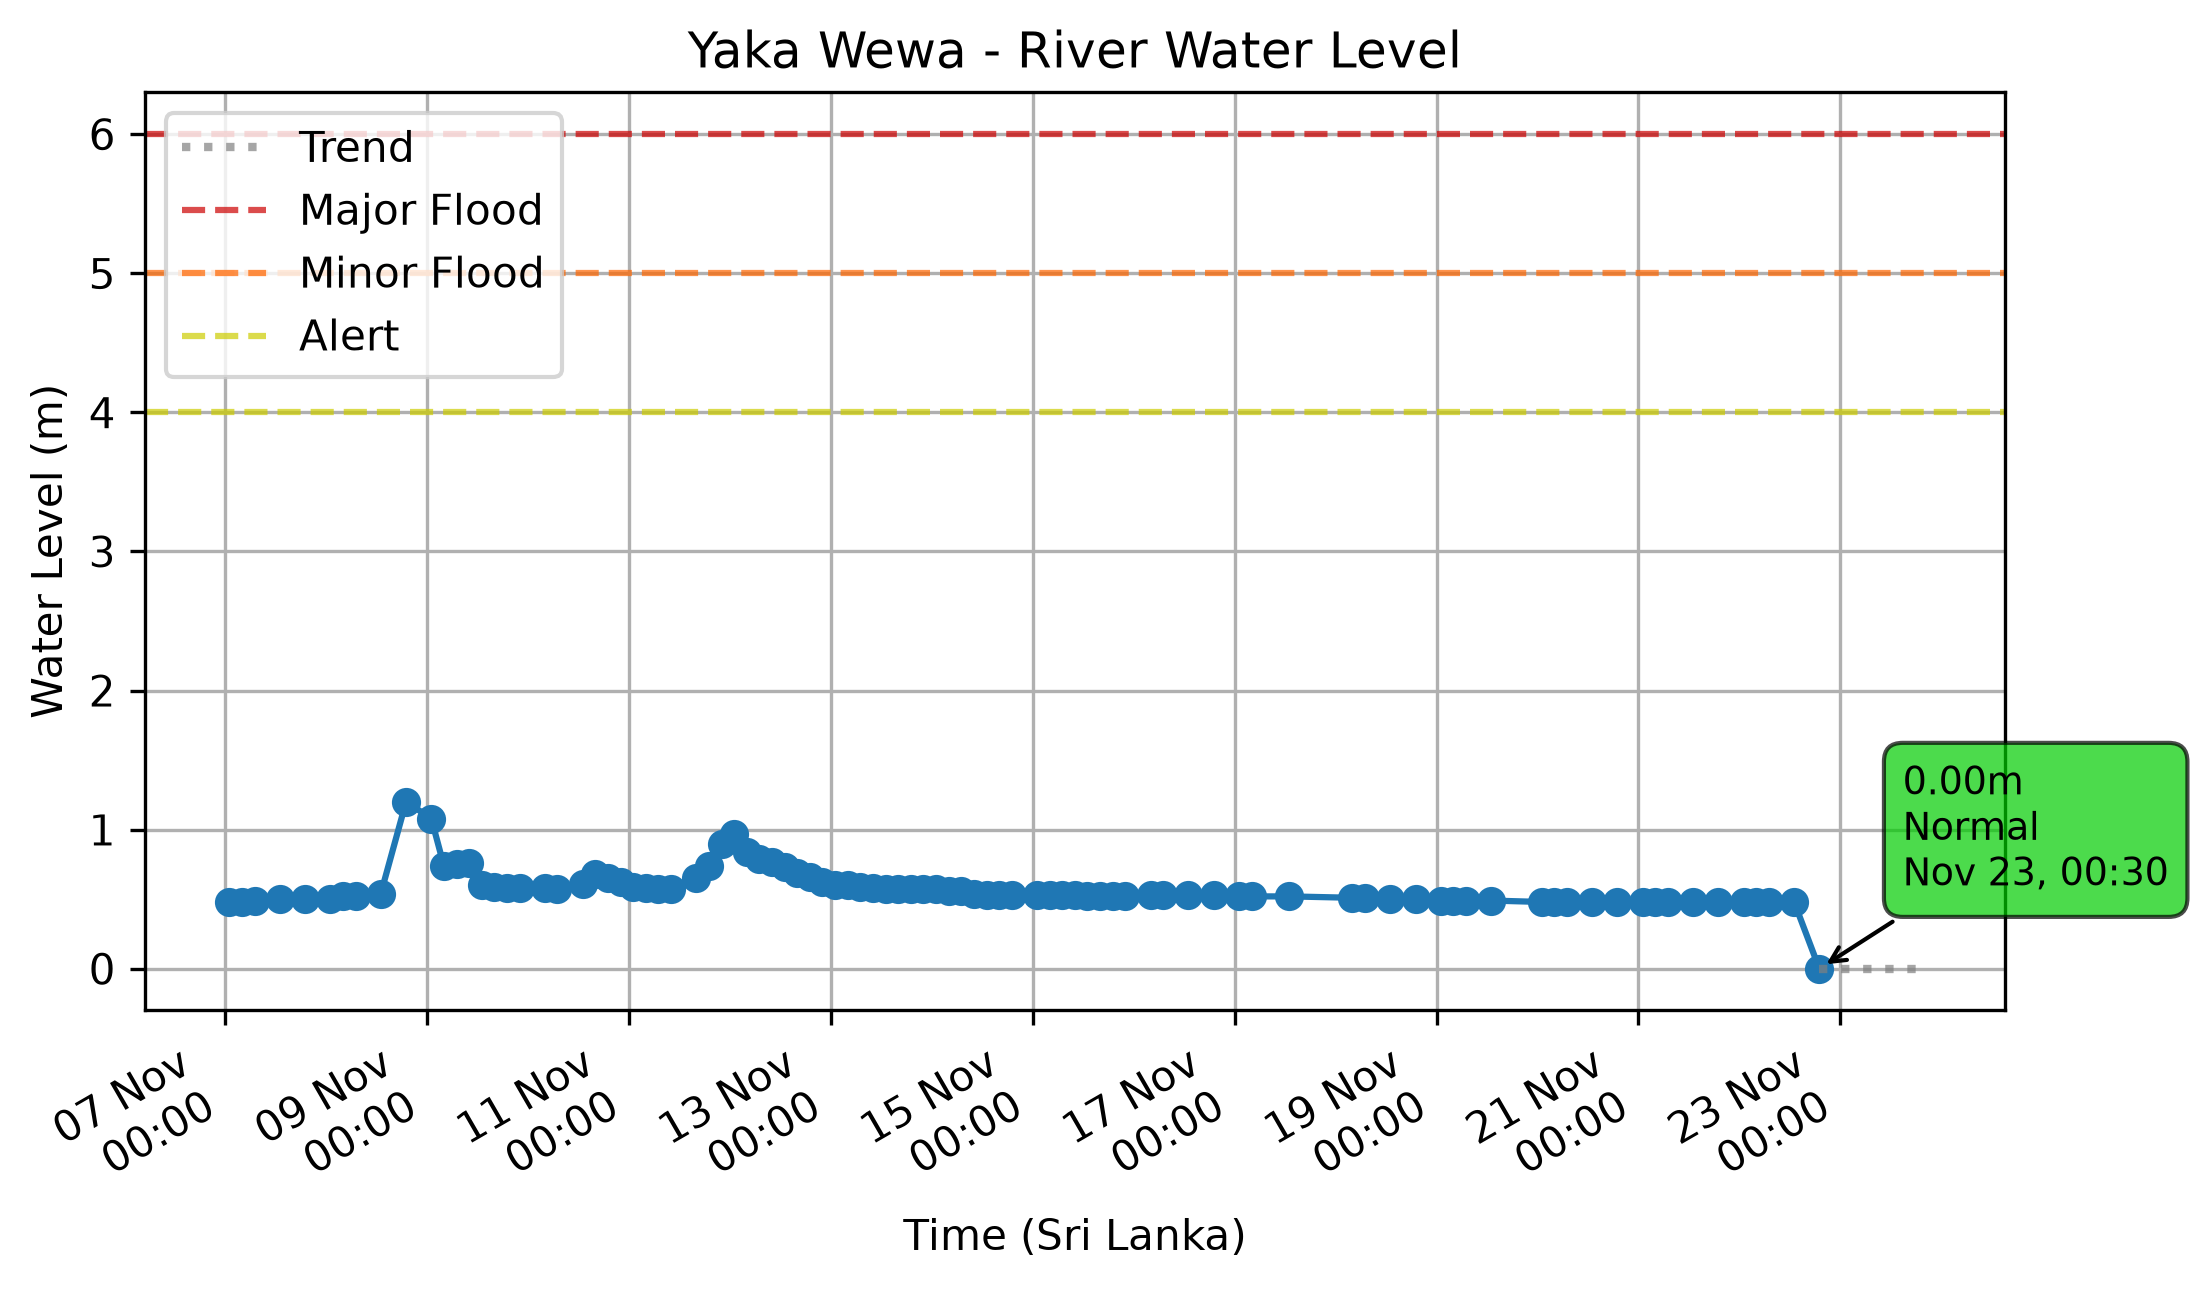 Yaka Wewa - River Water Level
Trend
Major Flood
Minor Flood
Alert
Water Level (m)
6
5
4
3
2
1
0
0.00m
Normal
Nov 23, 00:30
07 Nov
00:00
09 Nov
00:00
11 Nov
00:00
13 Nov
00:00
15 Nov
00:00
17 Nov
00:00
19 Nov
00:00
21 Nov
00:00
23 Nov
00:00
Time (Sri Lanka)